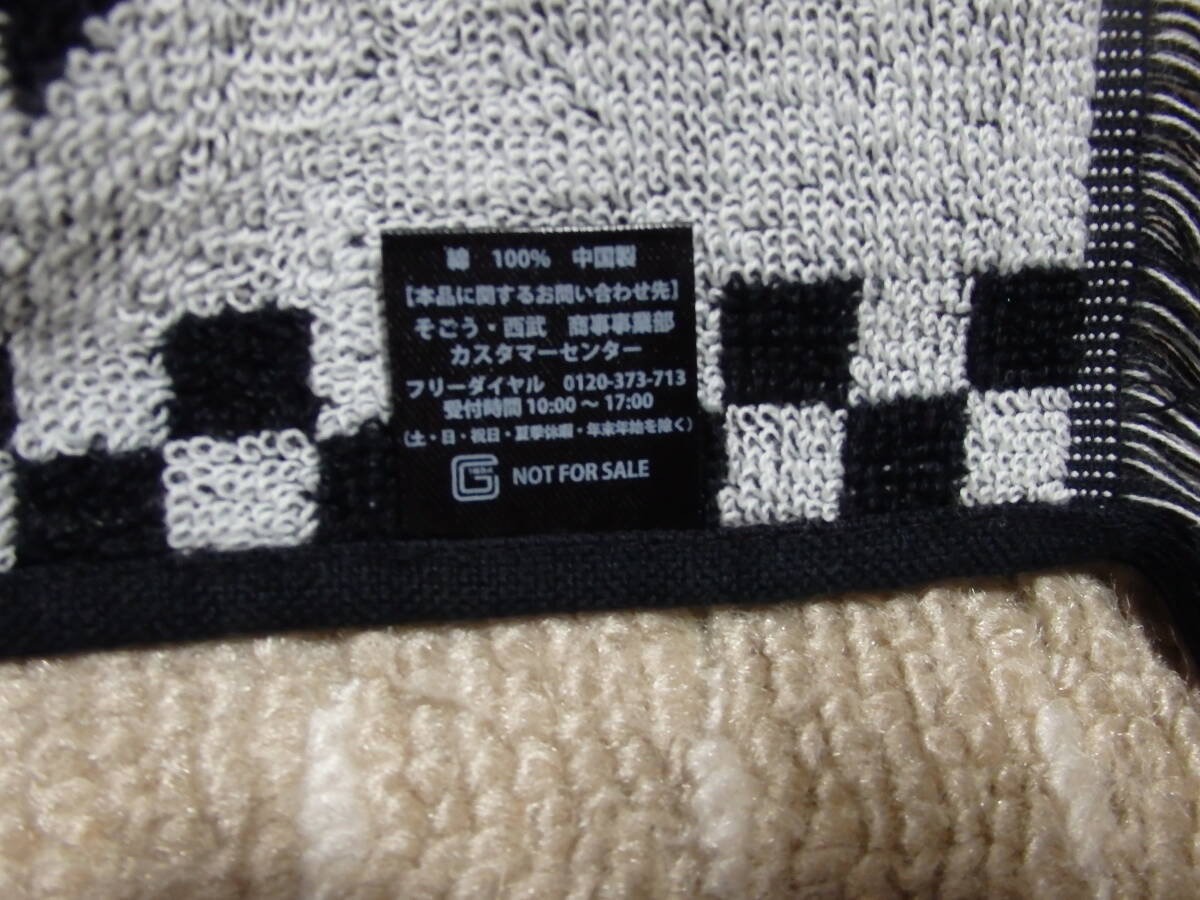 綿 100% 中国製
【本品に関するお問い合わせ先】
そごう・西武 商事事業部
カスタマーセンター
フリーダイヤル 0120-373-713
受付時間 10:00 ～ 17:00
（土・日・祝日・夏季休暇・年末年始を除く）
NOT FOR SALE